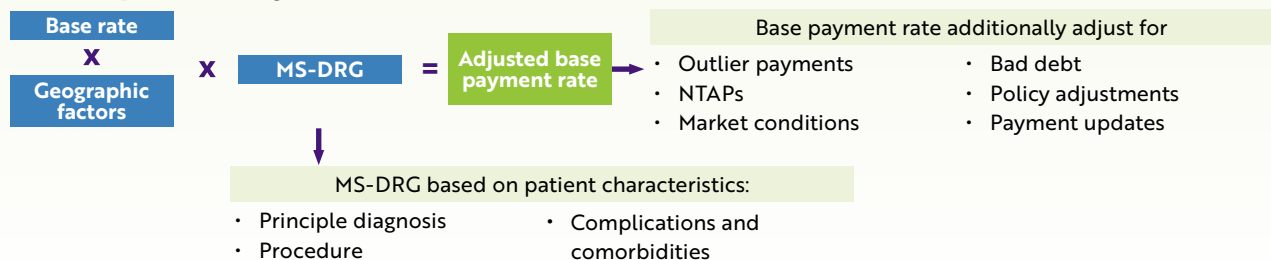 Base rate
x
Geographic
factors
x
MS-DRG
=
Adjusted base
payment rate
Base payment rate additionally adjust for
• Outlier payments
• NTAPs
• Market conditions
• Bad debt
• Policy adjustments
• Payment updates
MS-DRG based on patient characteristics:
• Principle diagnosis
• Procedure
• Complications and
comorbidities